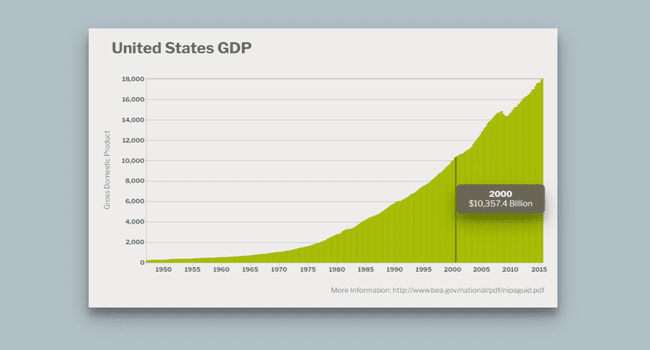 United States GDP
Gross Domestic Product
18,000
16,000
14,000
12,000
10,000
8,000
6,000
4,000
2,000
0
2000
$10,357.4 Billion
1950 1955 1960 1965 1970 1975 1980 1985 1990 1995 2000 2005 2010 2015
More Information: http://www.bea.gov/national/pdf/nipaguid.pdf